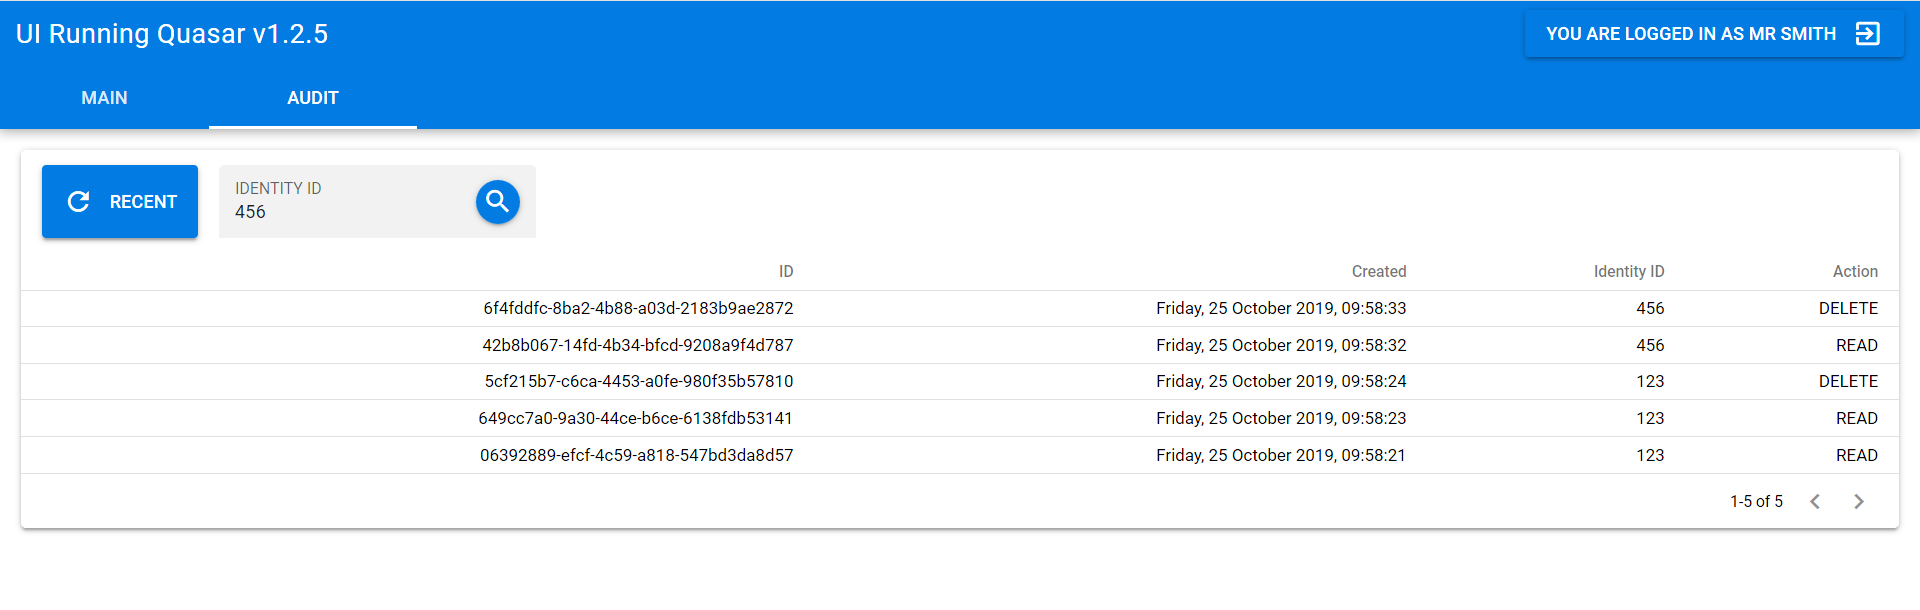 UI Running Quasar v1.2.5
YOU ARE LOGGED IN AS MR SMITH
MAIN AUDIT
RECENT
IDENTITY ID
456
ID Created Identity ID Action
6f4fddfc-8ba2-4b88-a03d-2183b9ae2872 Friday, 25 October 2019, 09:58:33 456 DELETE
42b8b067-14fd-4b34-bfcd-9208a9f4d787 Friday, 25 October 2019, 09:58:32 456 READ
5cf215b7-c6ca-4453-a0fe-980f35b57810 Friday, 25 October 2019, 09:58:24 123 DELETE
649cc7a0-9a30-44ce-b6ce-6138fdb53141 Friday, 25 October 2019, 09:58:23 123 READ
06392889-efcf-4c59-a818-547bd3da8d57 Friday, 25 October 2019, 09:58:21 123 READ
1-5 of 5